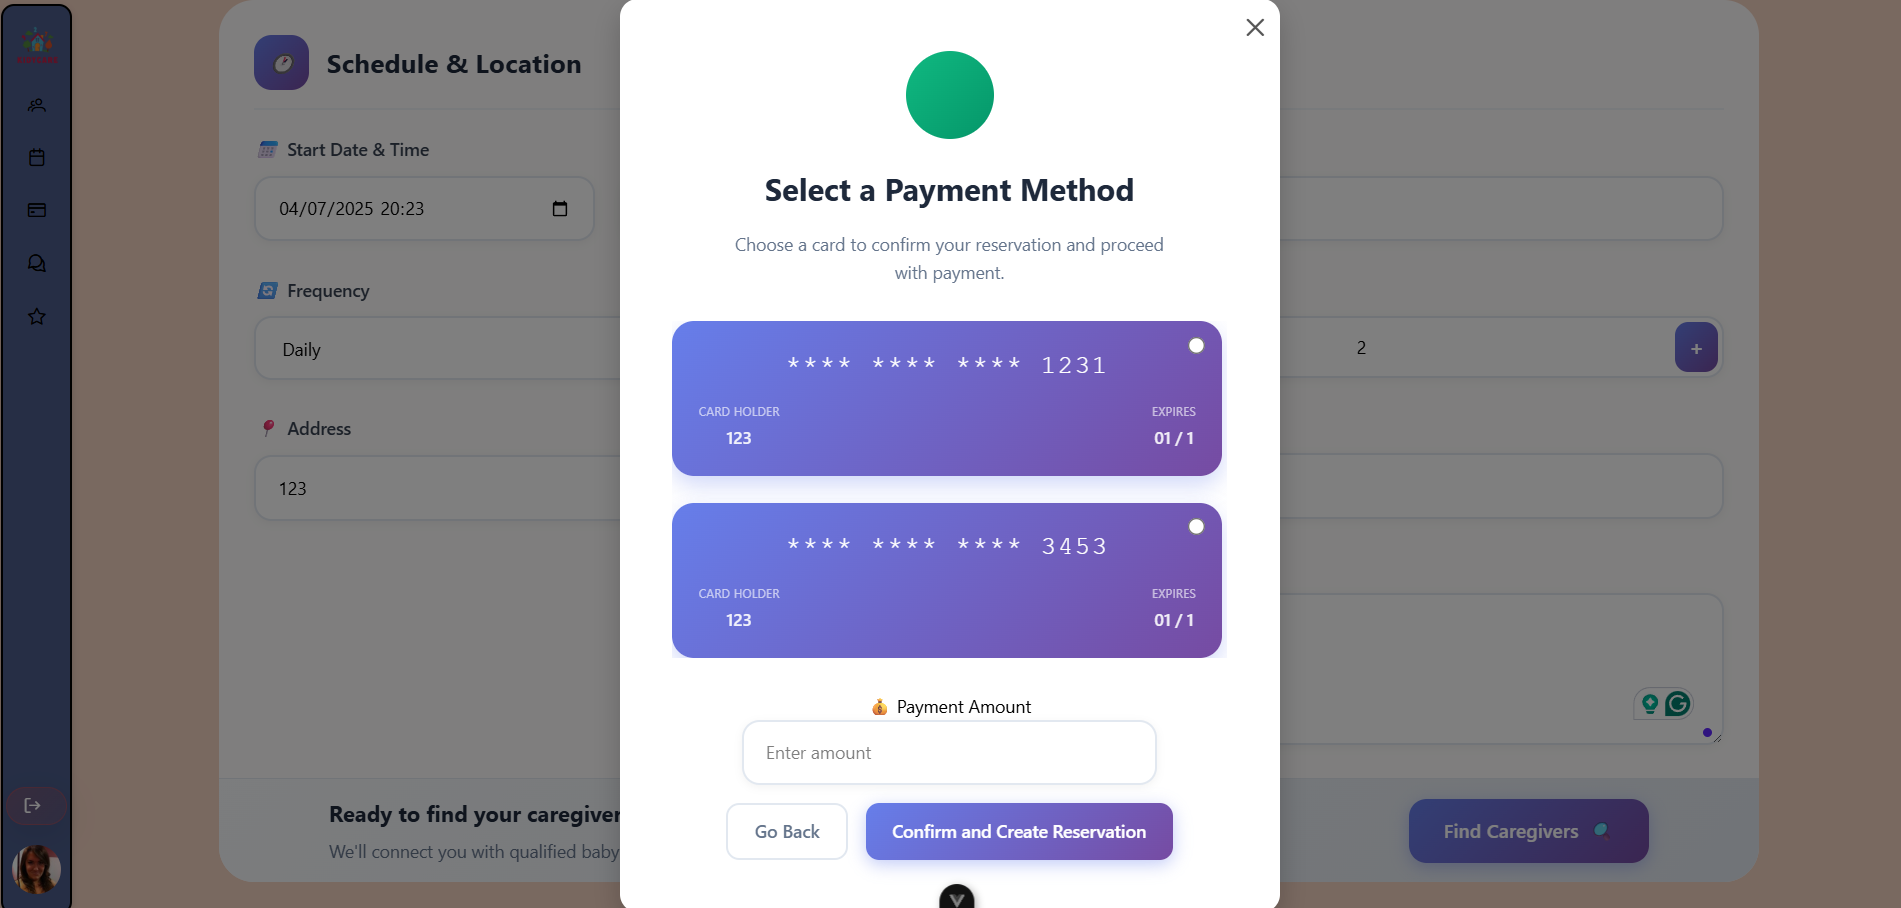 Schedule & Location
Start Date & Time
04/07/2025 20:23
Frequency
Daily
2
+
Address
123
Ready to find your caregiver
We'll connect you with qualified baby
Find Caregivers
Select a Payment Method
Choose a card to confirm your reservation and proceed
with payment.
**** **** **** 1231
CARD HOLDER
EXPIRES
123
01 / 1
**** **** **** 3453
CARD HOLDER
EXPIRES
123
01 / 1
Payment Amount
Enter amount
Go Back
Confirm and Create Reservation